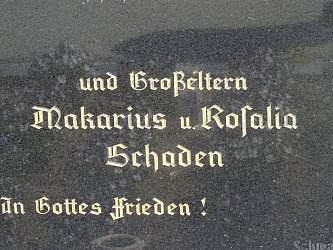 und Großeltern
Makarius u. Roſalia
Schaden
In Gottes Frieden !